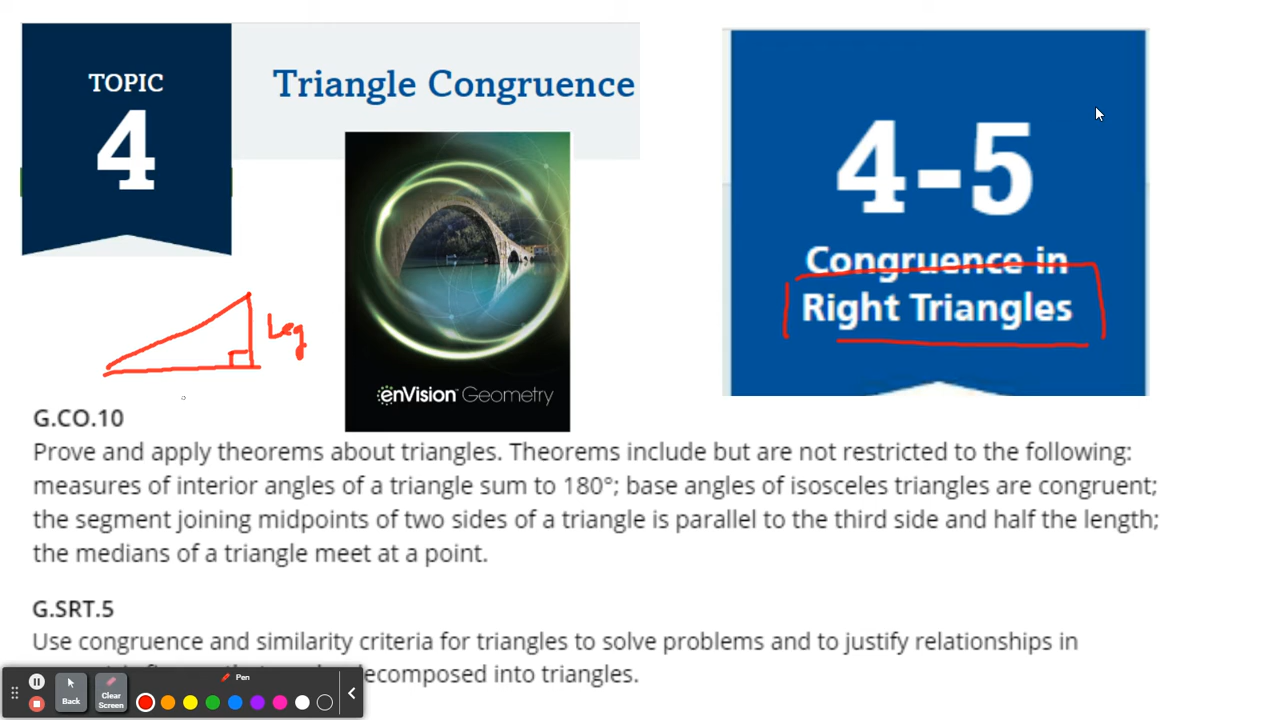 TOPIC
4
Triangle Congruence
enVision Geometry
4-5
Congruence in
Right Triangles
Leg
G.CO.10
Prove and apply theorems about triangles. Theorems include but are not restricted to the following:
measures of interior angles of a triangle sum to 180°; base angles of isosceles triangles are congruent;
the segment joining midpoints of two sides of a triangle is parallel to the third side and half the length;
the medians of a triangle meet at a point.
G.SRT.5
Use congruence and similarity criteria for triangles to solve problems and to justify relationships in
decomposed into triangles.
Pen
Back
Clear
Screen